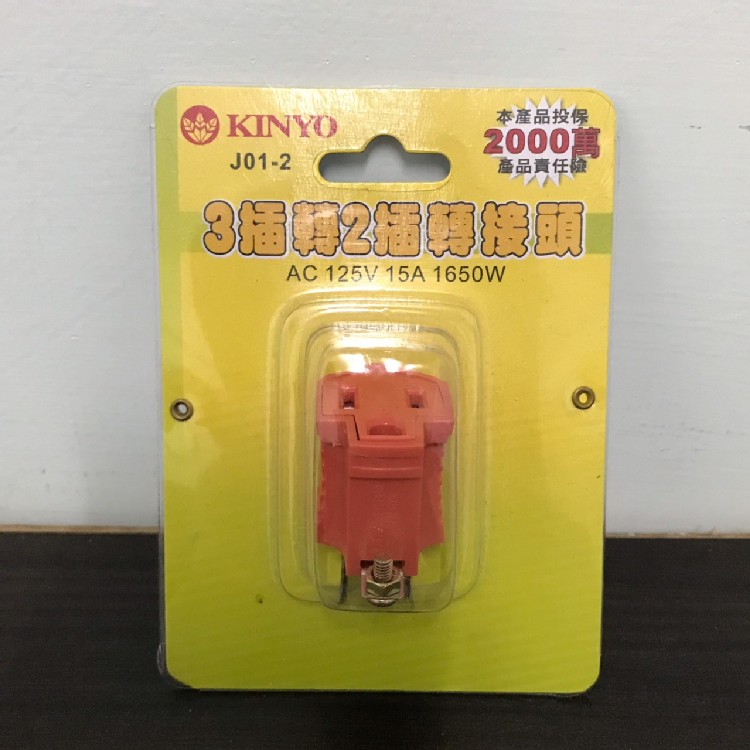 KINYO
J01-2
本產品投保
2000萬
產品責任險
3插轉2插轉接頭
AC 125V 15A 1650W